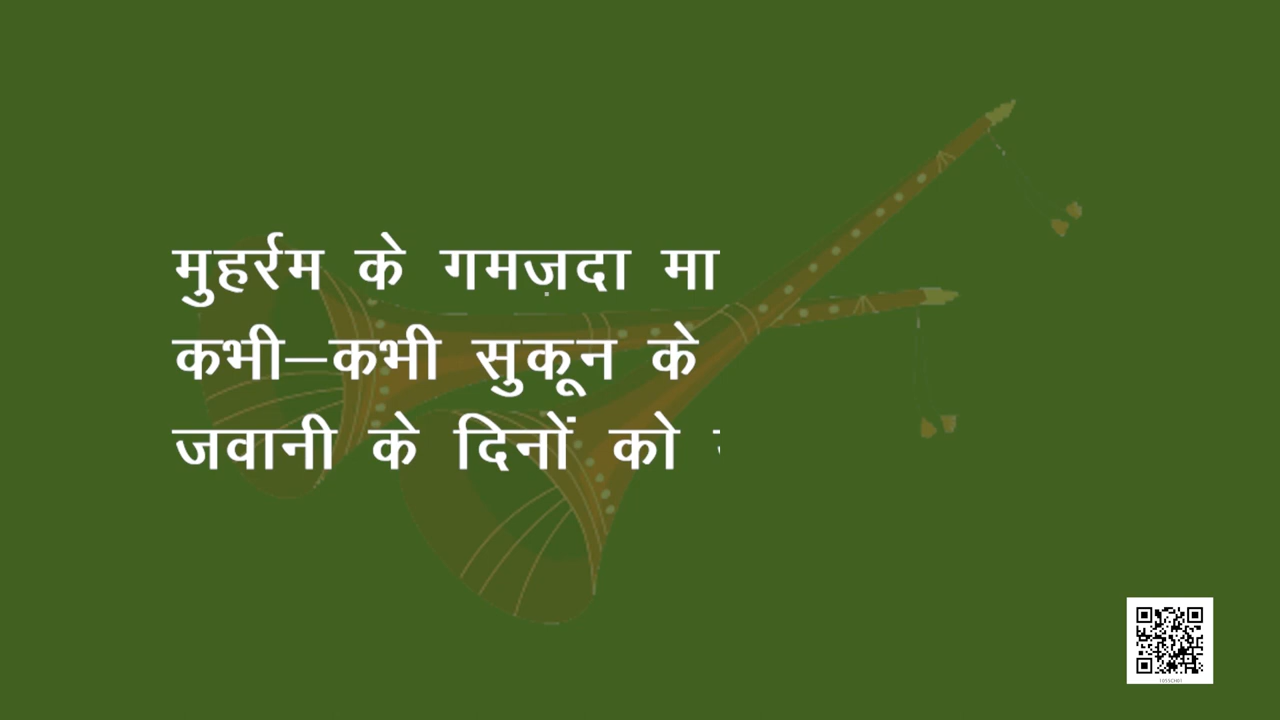 मुहर्रम के गमज़दा मा
कभी–कभी सुकून के
जवानी के दिनों को